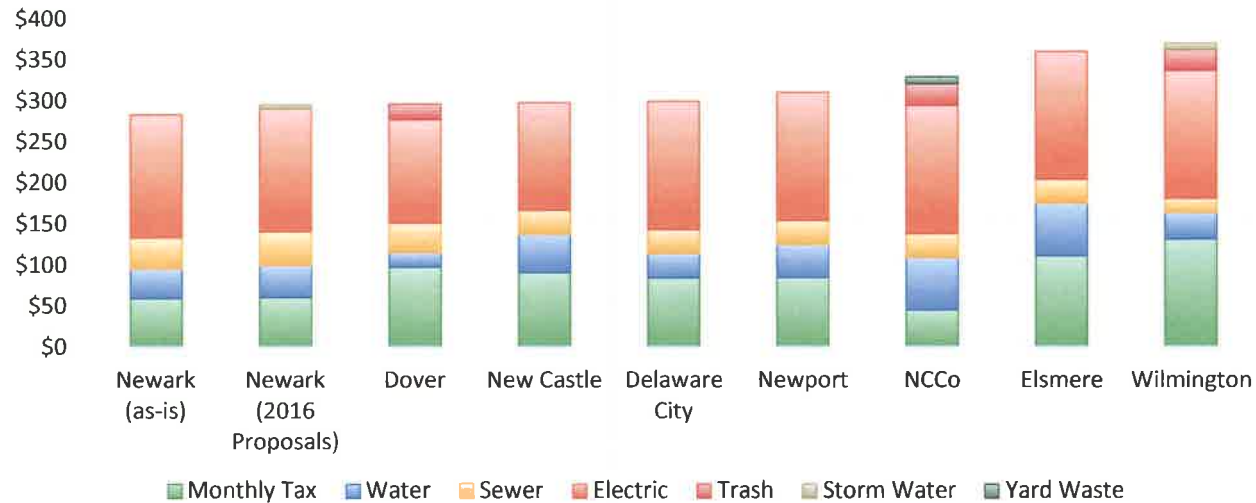 $400
$350
$300
$250
$200
$150
$100
$50
$0
Newark (as-is)
Newark (2016 Proposals)
Dover
New Castle
Delaware City
Newport
NCCo
Elsmere
Wilmington
Monthly Tax Water Sewer Electric Trash Storm Water Yard Waste